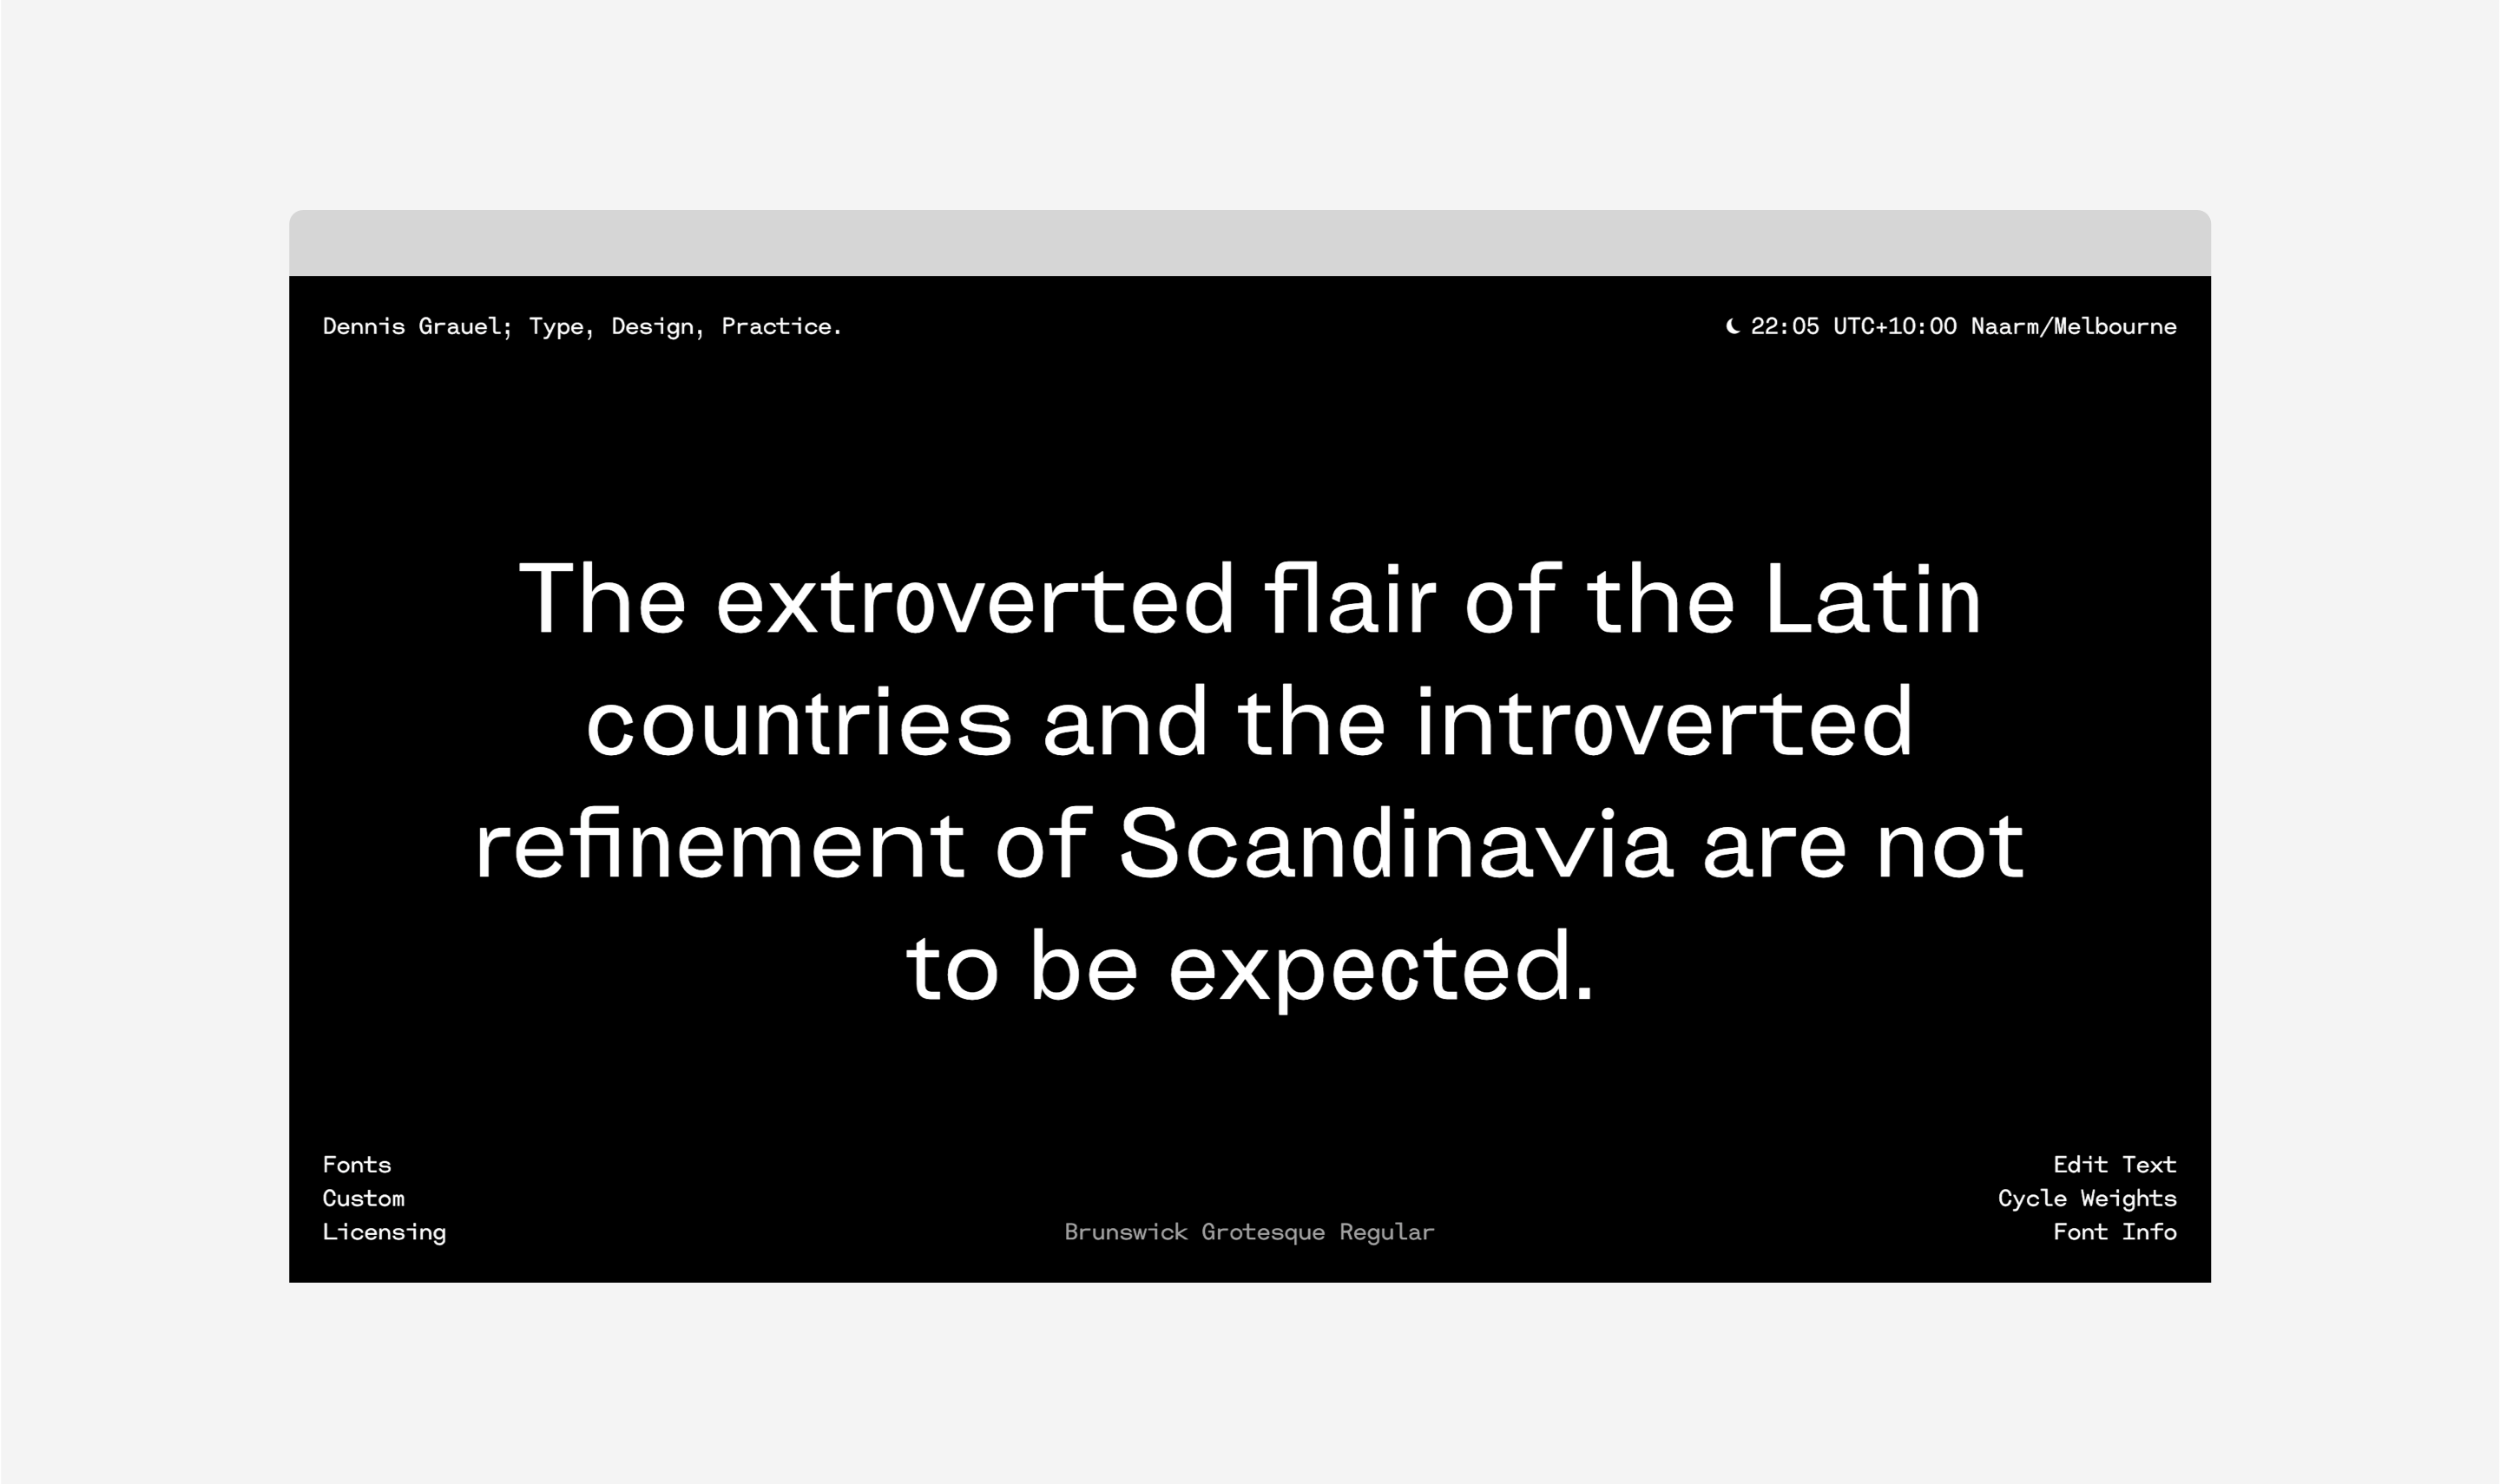 Dennis Grauel; Type, Design, Practice.
22:05 UTC+10:00 Naarm/Melbourne
The extroverted flair of the Latin
countries and the introverted
refinement of Scandinavia are not
to be expected.
Fonts
Custom
Licensing
Brunswick Grotesque Regular
Edit Text
Cycle Weights
Font Info